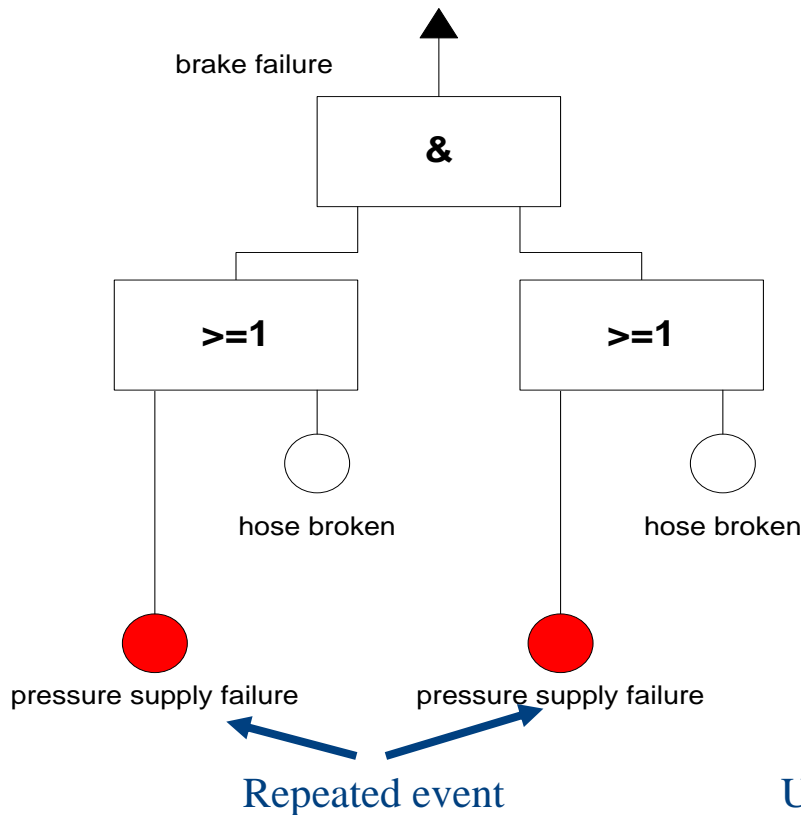 brake failure
&
>=1
>=1
hose broken
hose broken
pressure supply failure
pressure supply failure
Repeated event
U